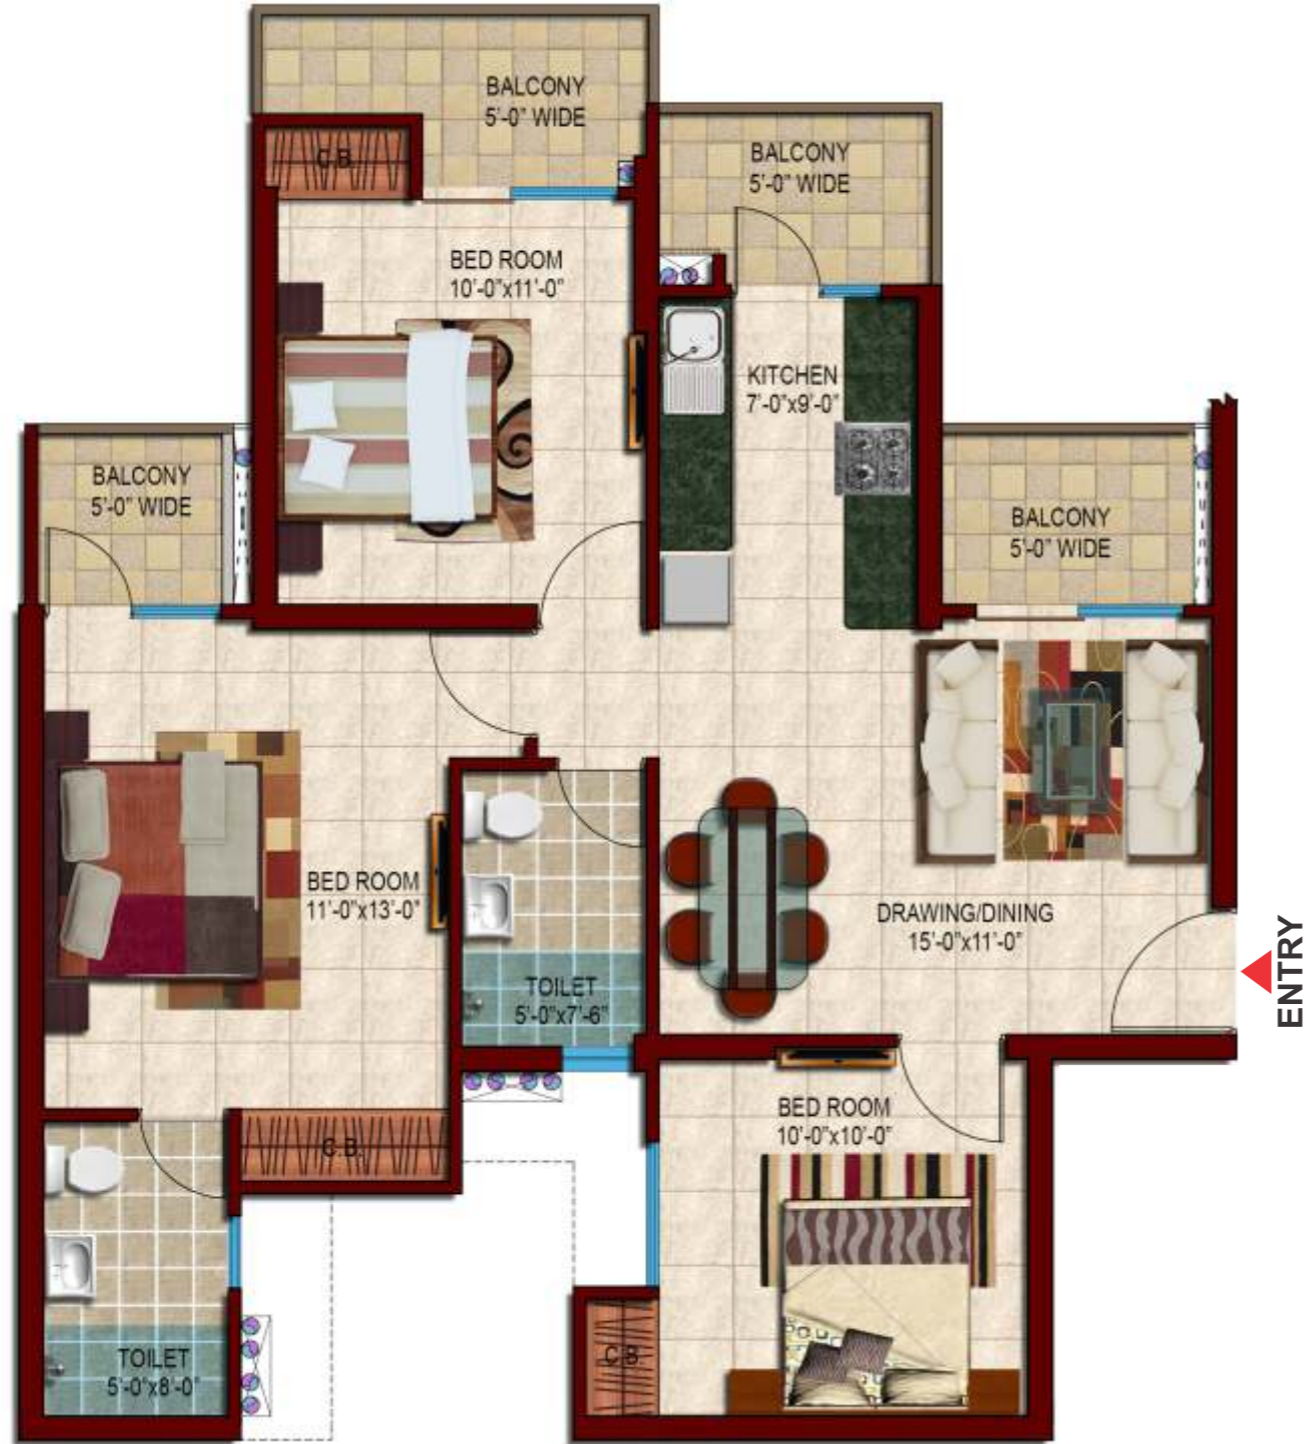 BALCONY
5'-0" WIDE
BALCONY
5'-0" WIDE
C.B.
BED ROOM
10'-0"x11'-0"
KITCHEN
7'-0"x9'-0"
BALCONY
5'-0" WIDE
BALCONY
5'-0" WIDE
BED ROOM
11'-0"x13'-0"
DRAWING/DINING
15'-0"x11'-0"
ENTRY
TOILET
5'-0"x7'-6"
BED ROOM
10'-0"x10'-0"
C.B.
TOILET
5'-0"x8'-0"
C.B.